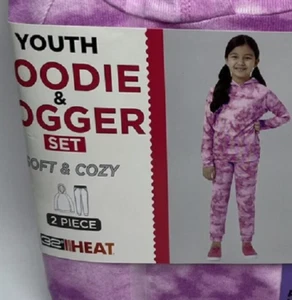 YOUTH
OODIE
&
OGGER
SET
OFT & COZY
2 PIECE
32° HEAT